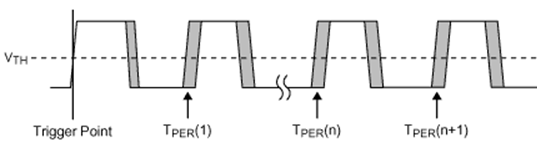 VTH
Trigger Point
TPER(1)
TPER(n)
TPER(n+1)